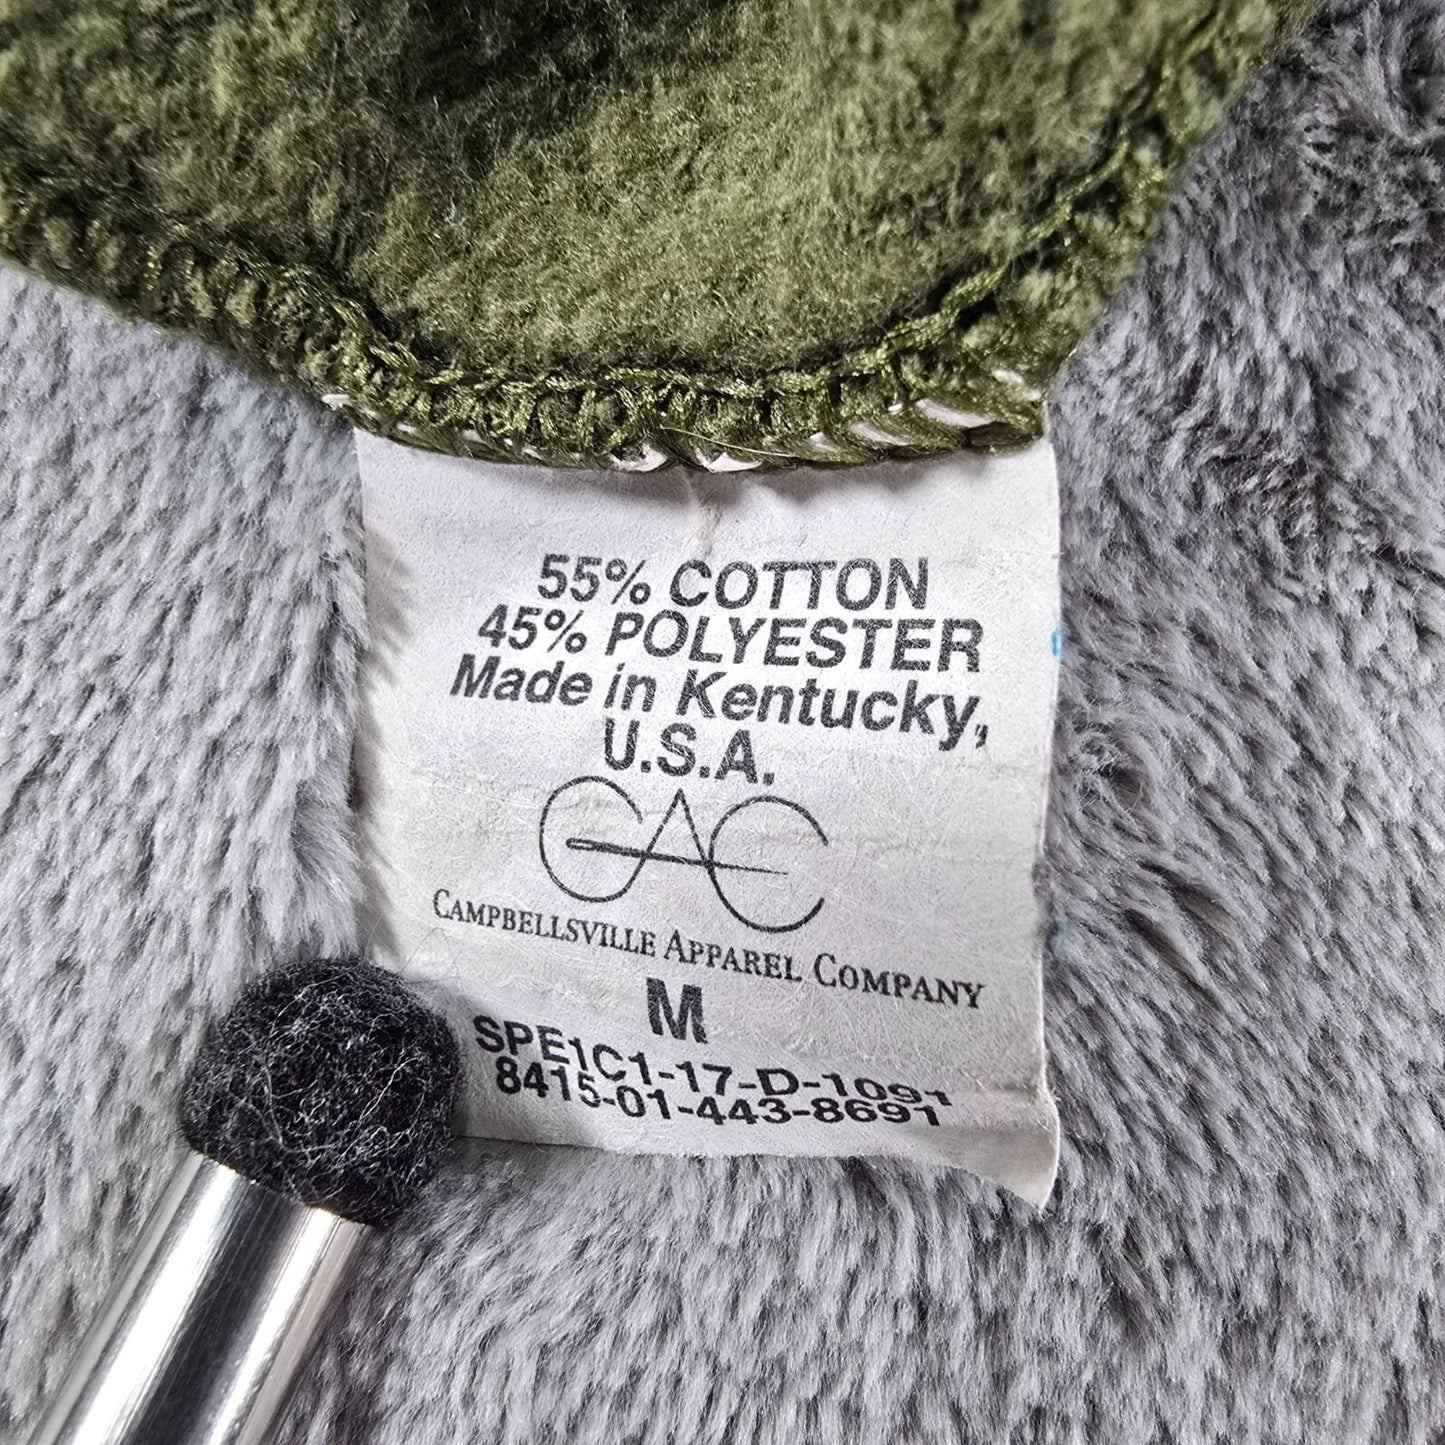 55% COTTON
45% POLYESTER
Made in Kentucky,
U.S.A.
CAC
CAMPBELLSVILLE APPAREL COMPANY
M
SPE1C1-17-D-1091
8415-01-443-8691